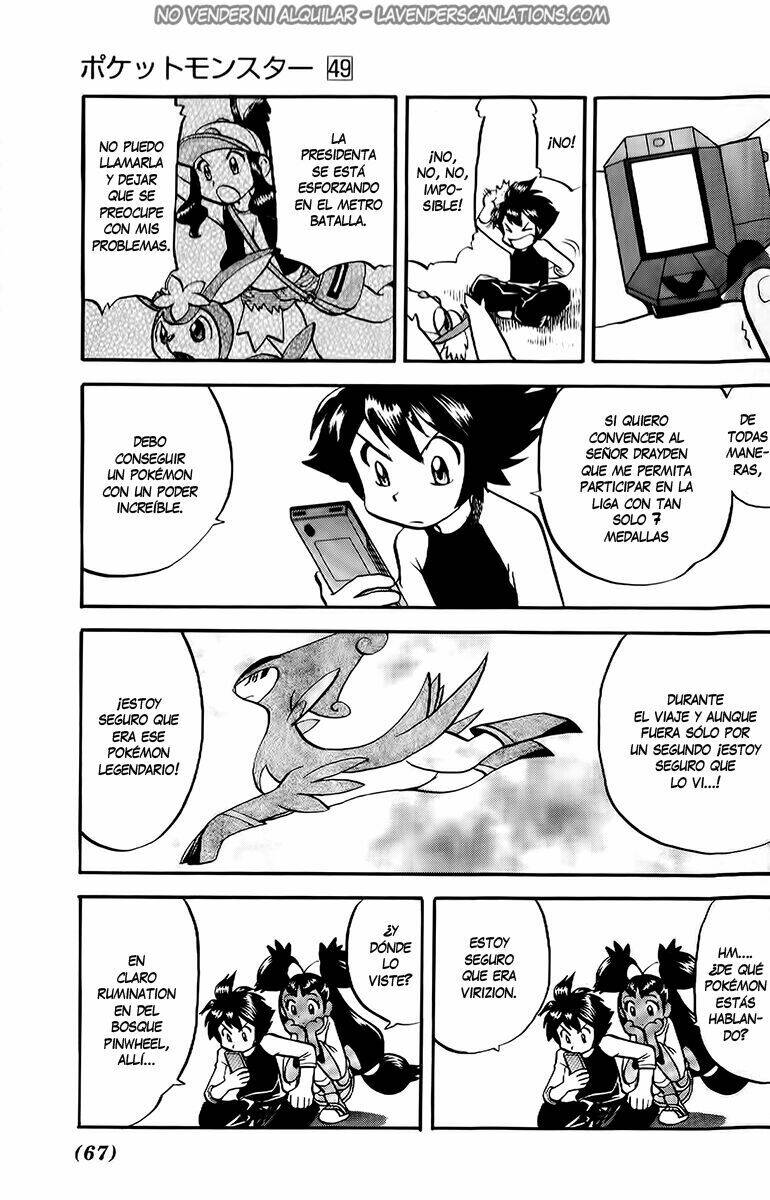 NO VENDER NI ALQUILAR - LAVENDERSCANLATIONS.COM
ポケットモンスター 49
¡NO!
¡NO,
NO, NO,
IMPO-
SIBLE!
LA
PRESIDENTA
SE ESTÁ
ESFORZANDO
EN EL METRO
BATALLA.
NO PUEDO
LLAMARLA
Y DEJAR
QUE SE
PREOCUPE
CON MIS
PROBLEMAS.
DE
TODAS
MANE-
RAS,
SI QUIERO
CONVENCER AL
SEÑOR DRAYDEN
QUE ME PERMITA
PARTICIPAR EN LA
LIGA CON TAN
SOLO 7
MEDALLAS
DEBO
CONSEGUIR
UN POKÉMON
CON UN PODER
INCREÍBLE.
DURANTE
EL VIAJE Y AUNQUE
FUERA SÓLO POR
UN SEGUNDO ¡ESTOY
SEGURO QUE
LO VI...!
¡ESTOY
SEGURO QUE
ERA ESE
POKÉMON
LEGENDARIO!
HM....
¿DE QUÉ
POKÉMON
ESTÁS
HABLAN-
DO?
ESTOY
SEGURO
QUE ERA
VIRIZION.
¿Y
DÓNDE
LO
VISTE?
EN
CLARO
RUMINATION
EN DEL
BOSQUE
PINWHEEL,
ALLÍ...
(67)